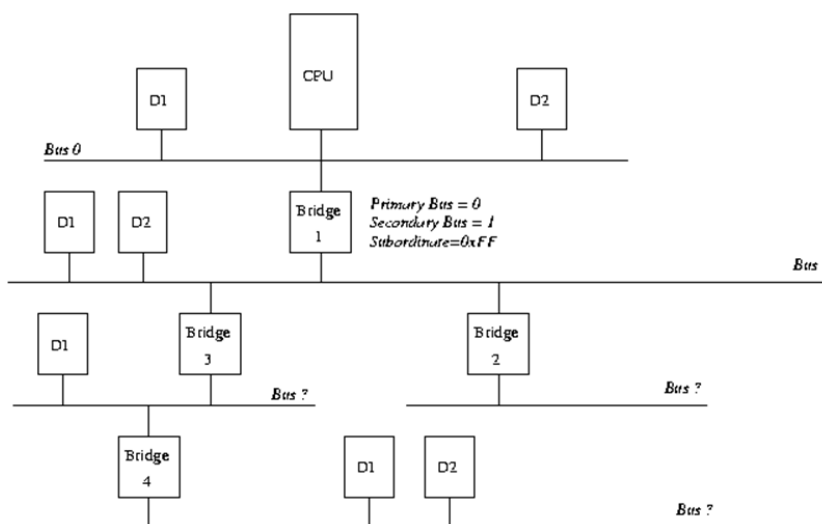 CPU
D1
D2
Bus 0
D1
D2
Bridge
1
Primary Bus = 0
Secondary Bus = 1
Subordinate=0xFF
Bus
D1
Bridge
3
Bridge
2
Bus ?
Bus ?
Bridge
4
D1
D2
Bus ?